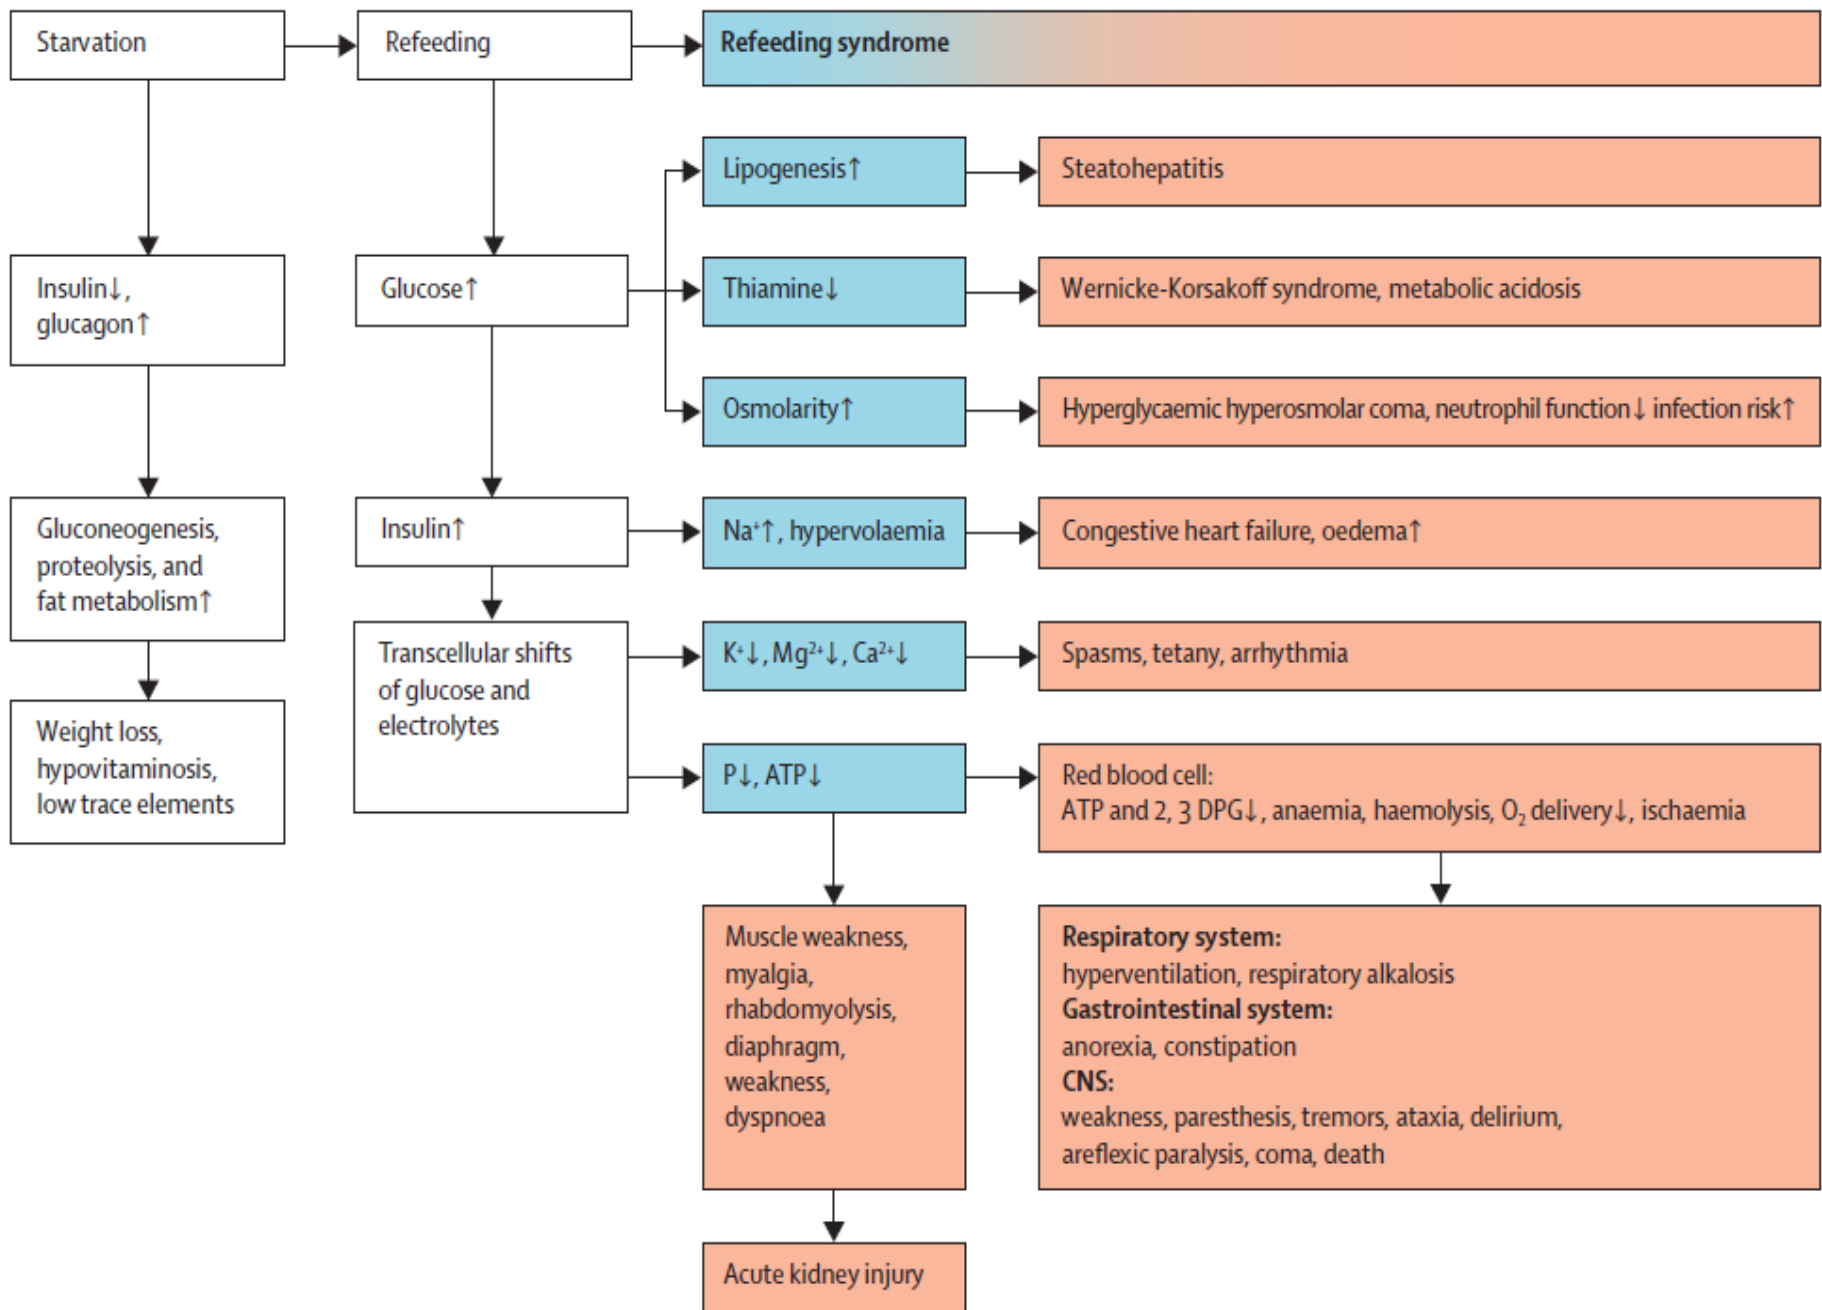 Starvation
Refeeding
Refeeding syndrome
Lipogenesis↑
Steatohepatitis
Insulin↓,
glucagon↑
Glucose↑
Thiamine↓
Wernicke-Korsakoff syndrome, metabolic acidosis
Osmolarity↑
Hyperglycaemic hyperosmolar coma, neutrophil function↓ infection risk↑
Gluconeogenesis,
proteolysis, and
fat metabolism↑
Insulin↑
Na⁺↑, hypervolaemia
Congestive heart failure, oedema↑
Transcellular shifts
of glucose and
electrolytes
K⁺↓, Mg²⁺↓, Ca²⁺↓
Spasms, tetany, arrhythmia
Weight loss,
hypovitaminosis,
low trace elements
P↓, ATP↓
Red blood cell:
ATP and 2, 3 DPG↓, anaemia, haemolysis, O₂ delivery↓, ischaemia
Muscle weakness,
myalgia,
rhabdomyolysis,
diaphragm,
weakness,
dyspnoea
Respiratory system:
hyperventilation, respiratory alkalosis
Gastrointestinal system:
anorexia, constipation
CNS:
weakness, paresthesis, tremors, ataxia, delirium,
areflexic paralysis, coma, death
Acute kidney injury